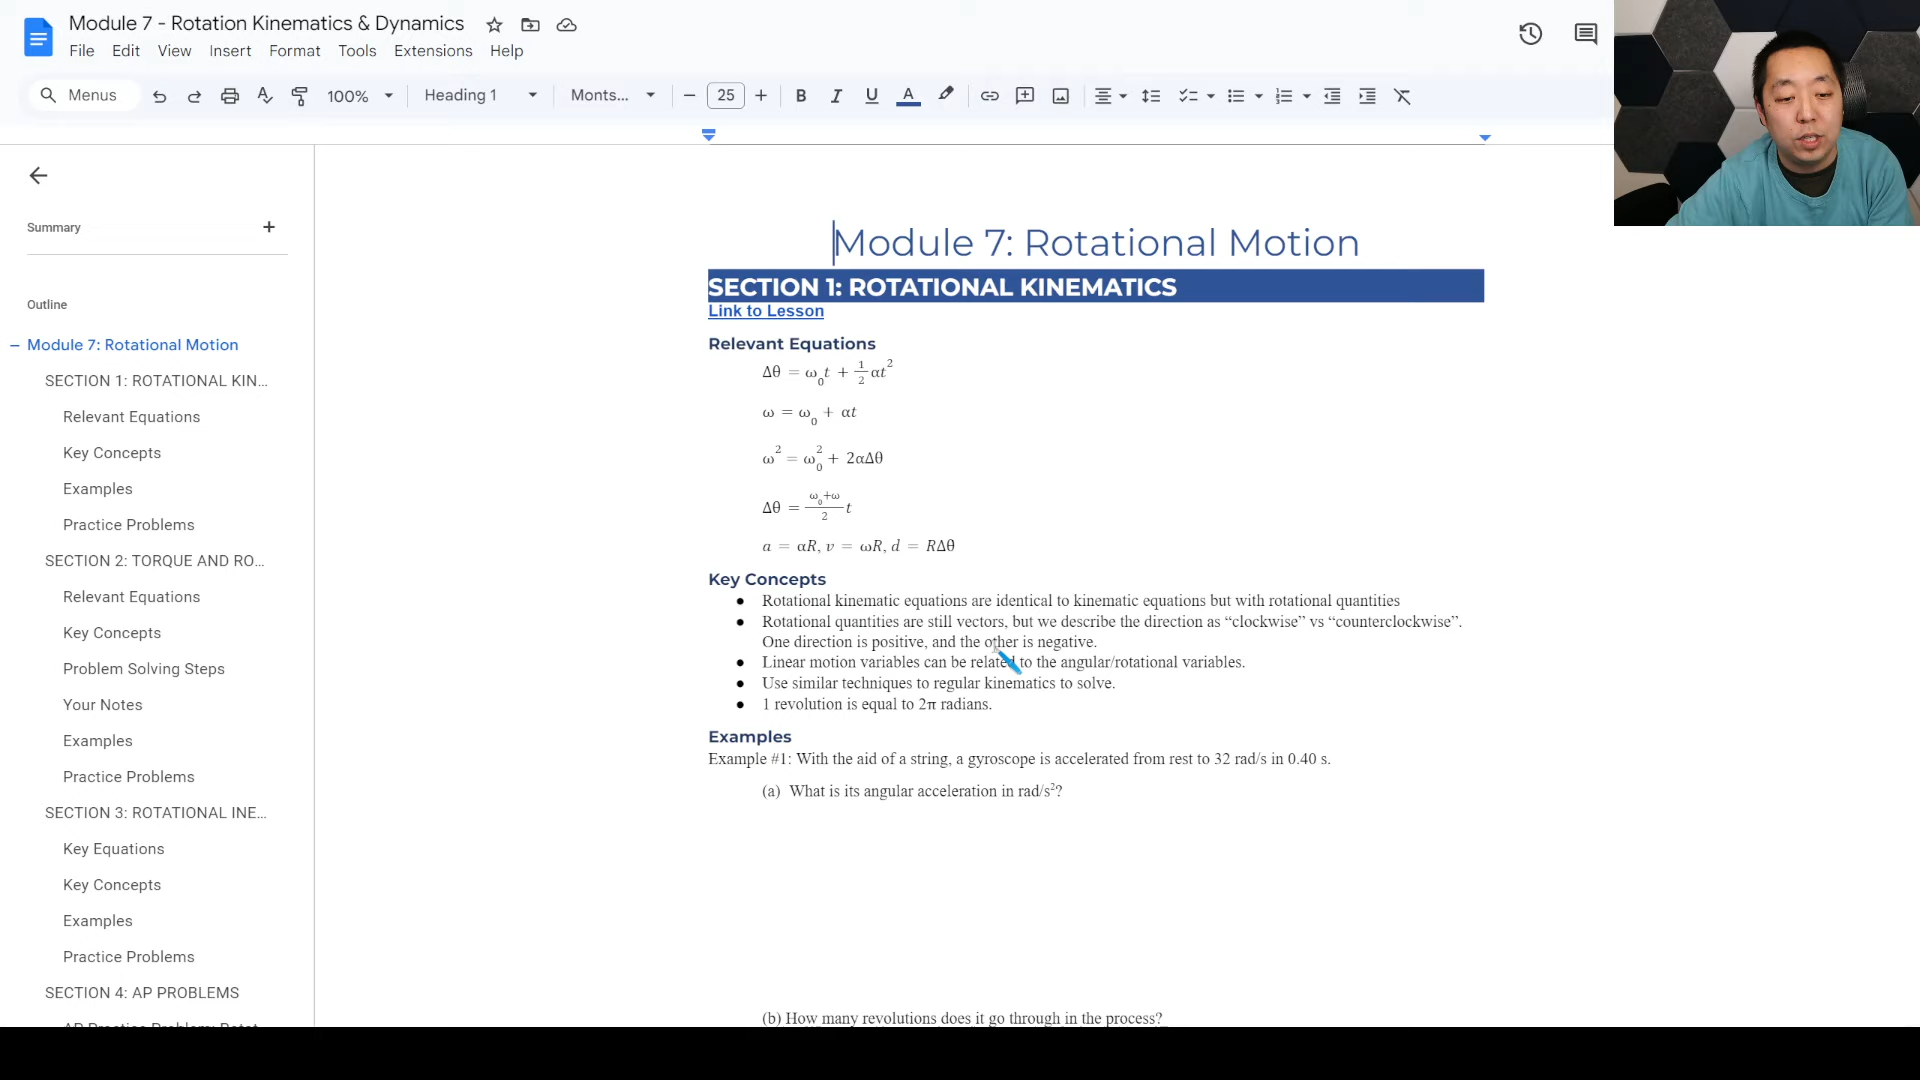 Module 7 - Rotation Kinematics & Dynamics
File Edit View Insert Format Tools Extensions Help
Menus 100% Heading 1 Monts... 25 B I U A
Summary
Outline
Module 7: Rotational Motion
SECTION 1: ROTATIONAL KIN...
Relevant Equations
Key Concepts
Examples
Practice Problems
SECTION 2: TORQUE AND RO...
Relevant Equations
Key Concepts
Problem Solving Steps
Your Notes
Examples
Practice Problems
SECTION 3: ROTATIONAL INE...
Key Equations
Key Concepts
Examples
Practice Problems
SECTION 4: AP PROBLEMS
Module 7: Rotational Motion
SECTION 1: ROTATIONAL KINEMATICS
Link to Lesson
Relevant Equations
Δθ = ω₀t + ½αt²
ω = ω₀ + αt
ω² = ω₀² + 2αΔθ
Δθ = (ω₀+ω)/2 t
a = αR, v = ωR, d = RΔθ
Key Concepts
● Rotational kinematic equations are identical to kinematic equations but with rotational quantities
● Rotational quantities are still vectors, but we describe the direction as “clockwise” vs “counterclockwise”.
One direction is positive, and the other is negative.
● Linear motion variables can be related to the angular/rotational variables.
● Use similar techniques to regular kinematics to solve.
● 1 revolution is equal to 2π radians.
Examples
Example #1: With the aid of a string, a gyroscope is accelerated from rest to 32 rad/s in 0.40 s.
(a) What is its angular acceleration in rad/s²?
(b) How many revolutions does it go through in the process?